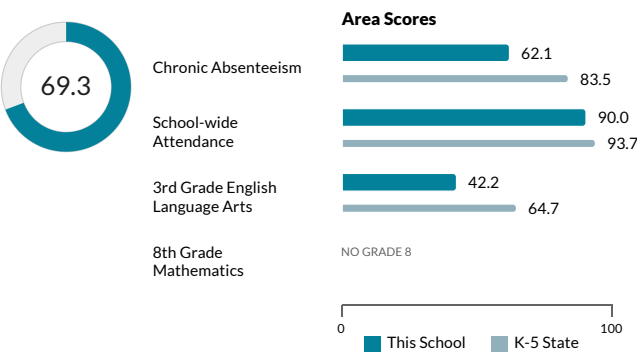 Area Scores
69.3
Chronic Absenteeism
62.1
83.5
School-wide
Attendance
90.0
93.7
3rd Grade English
Language Arts
42.2
64.7
8th Grade
Mathematics
NO GRADE 8
0
100
This School
K-5 State